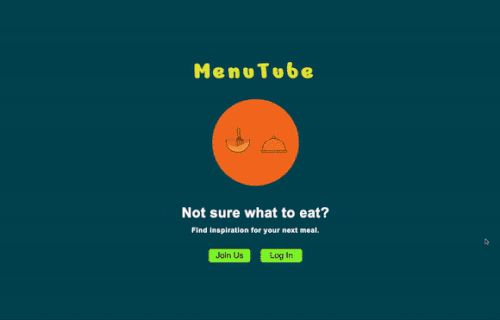 MenuTube
Not sure what to eat?
Find inspiration for your next meal.
Join Us
Log In